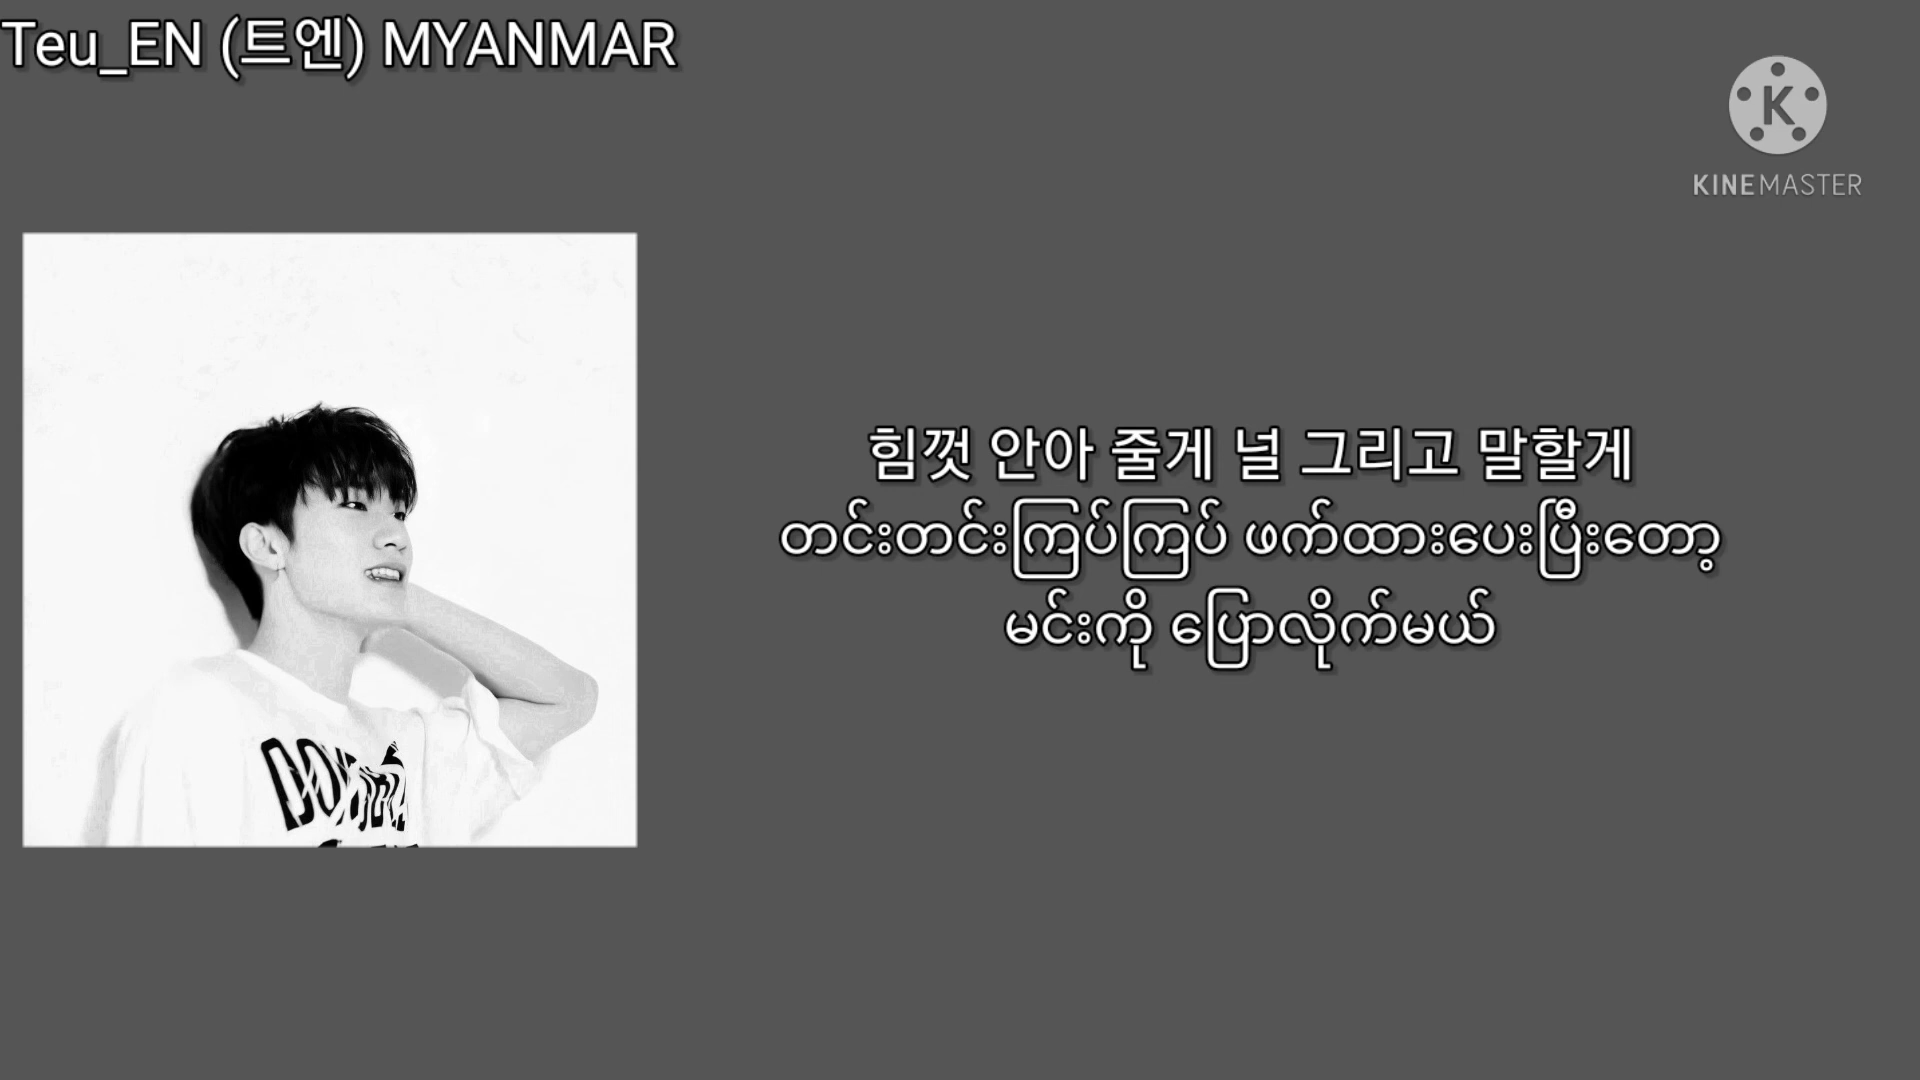 Teu_EN (트엔) MYANMAR
K
KINEMASTER
힘껏 안아 줄게 널 그리고 말할게
တင်းတင်းကြပ်ကြပ် ဖက်ထားပေးပြီးတော့
မင်းကို ပြောလိုက်မယ်